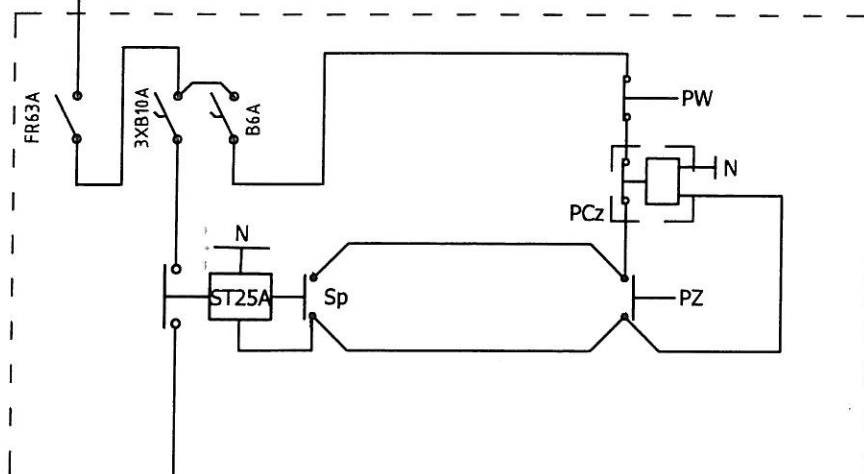 FR63A
3XB10A
B6A
PW
N
PCz
N
ST25A
Sp
PZ